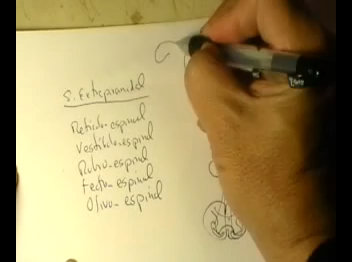 S. Extrapiramidal
Retículo-espinal
Vestíbulo-espinal
Rubro-espinal
Tecto-espinal
Olivo-espinal